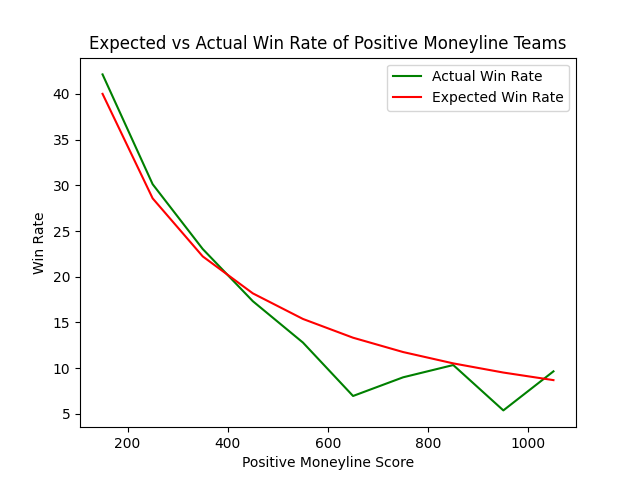 Expected vs Actual Win Rate of Positive Moneyline Teams
Actual Win Rate
Expected Win Rate
40
35
30
25
20
15
10
5
Win Rate
200 400 600 800 1000
Positive Moneyline Score